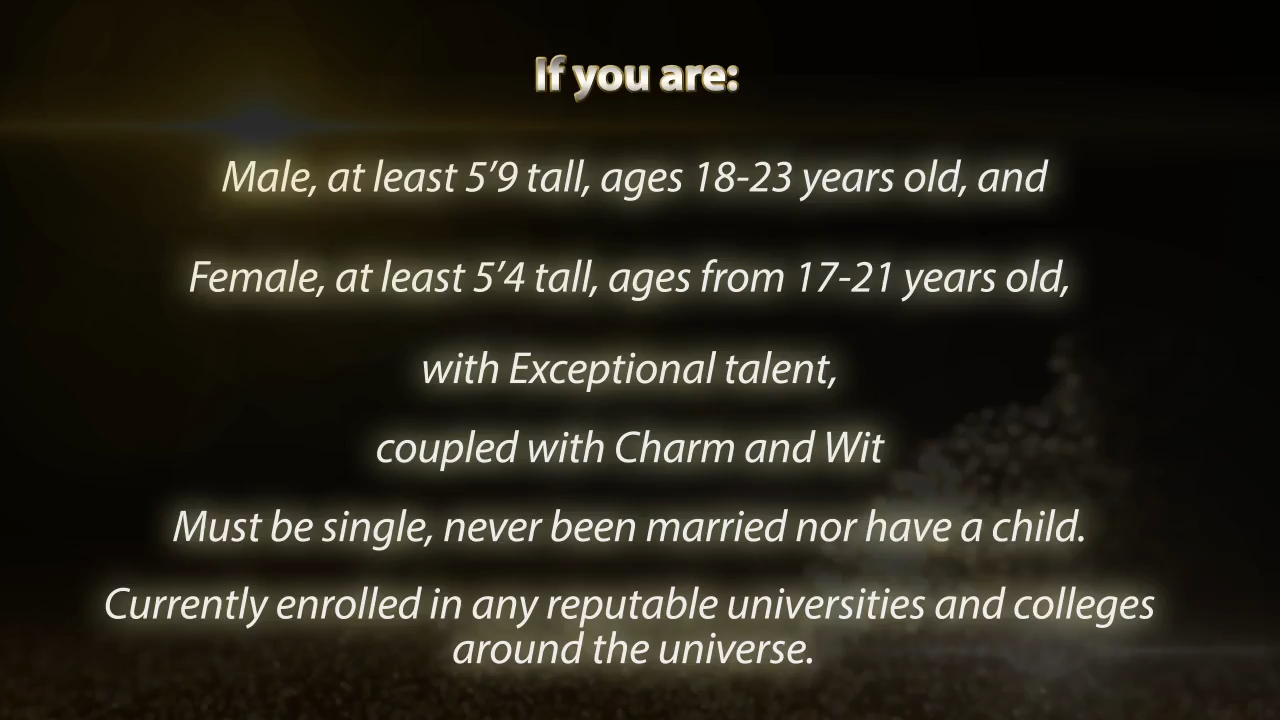 If you are:
Male, at least 5’9 tall, ages 18-23 years old, and
Female, at least 5’4 tall, ages from 17-21 years old,
with Exceptional talent,
coupled with Charm and Wit
Must be single, never been married nor have a child.
Currently enrolled in any reputable universities and colleges
around the universe.